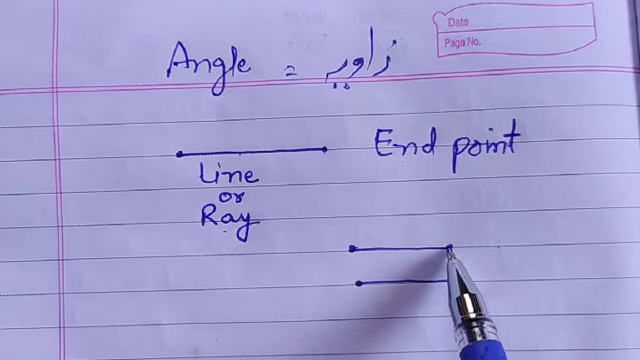 Date
Page No.
Angle = زاویہ
End point
Line
or
Ray